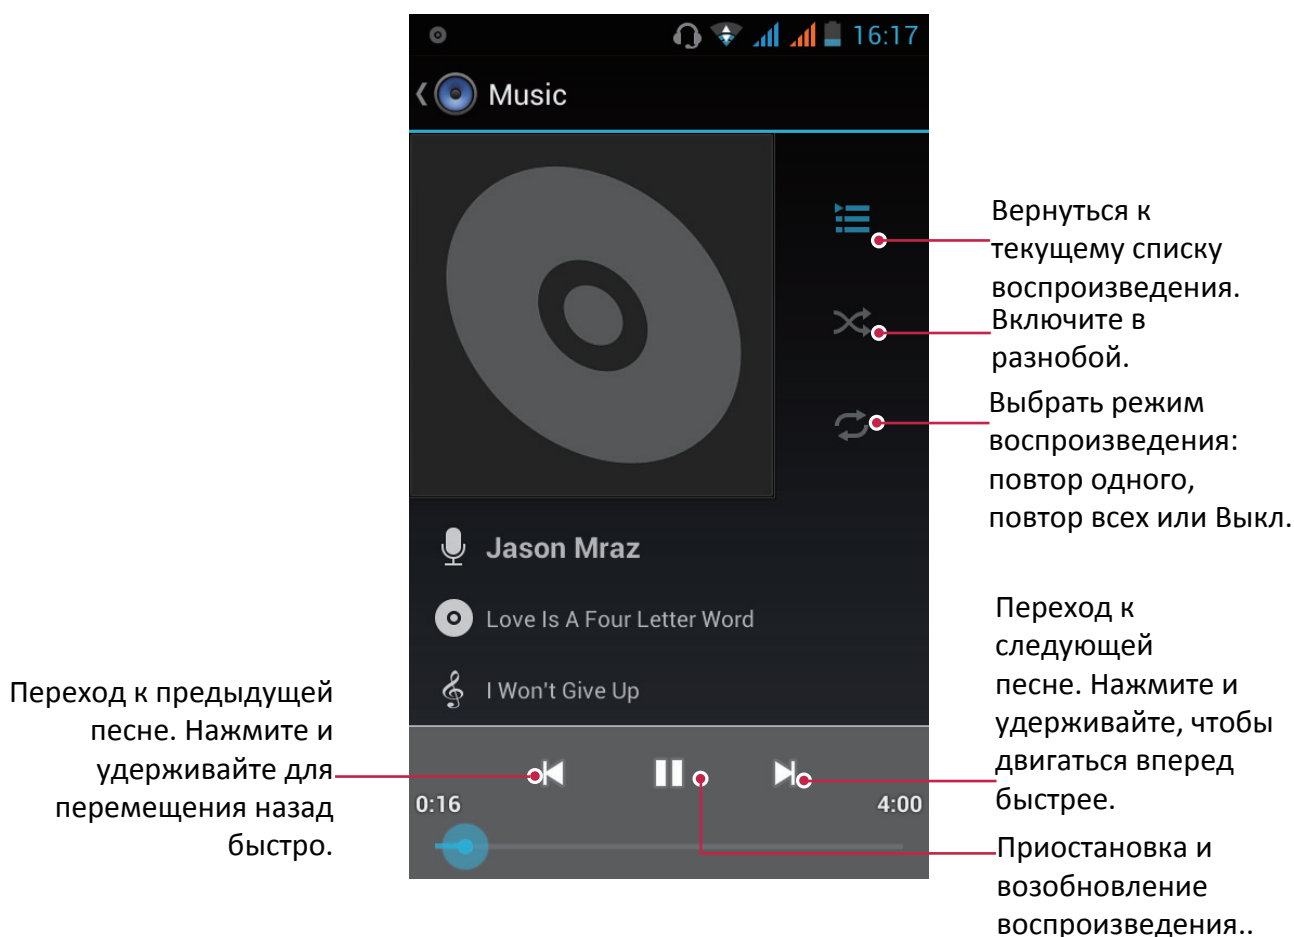 16:17
Music
Вернуться к
текущему списку
воспроизведения.
Включите в
разнобой.
Выбрать режим
воспроизведения:
повтор одного,
повтор всех или Выкл.
Jason Mraz
Love Is A Four Letter Word
I Won't Give Up
Переход к предыдущей
песне. Нажмите и
удерживайте для
перемещения назад
быстро.
0:16
4:00
Переход к
следующей
песне. Нажмите и
удерживайте, чтобы
двигаться вперед
быстрее.
Приостановка и
возобновление
воспроизведения..